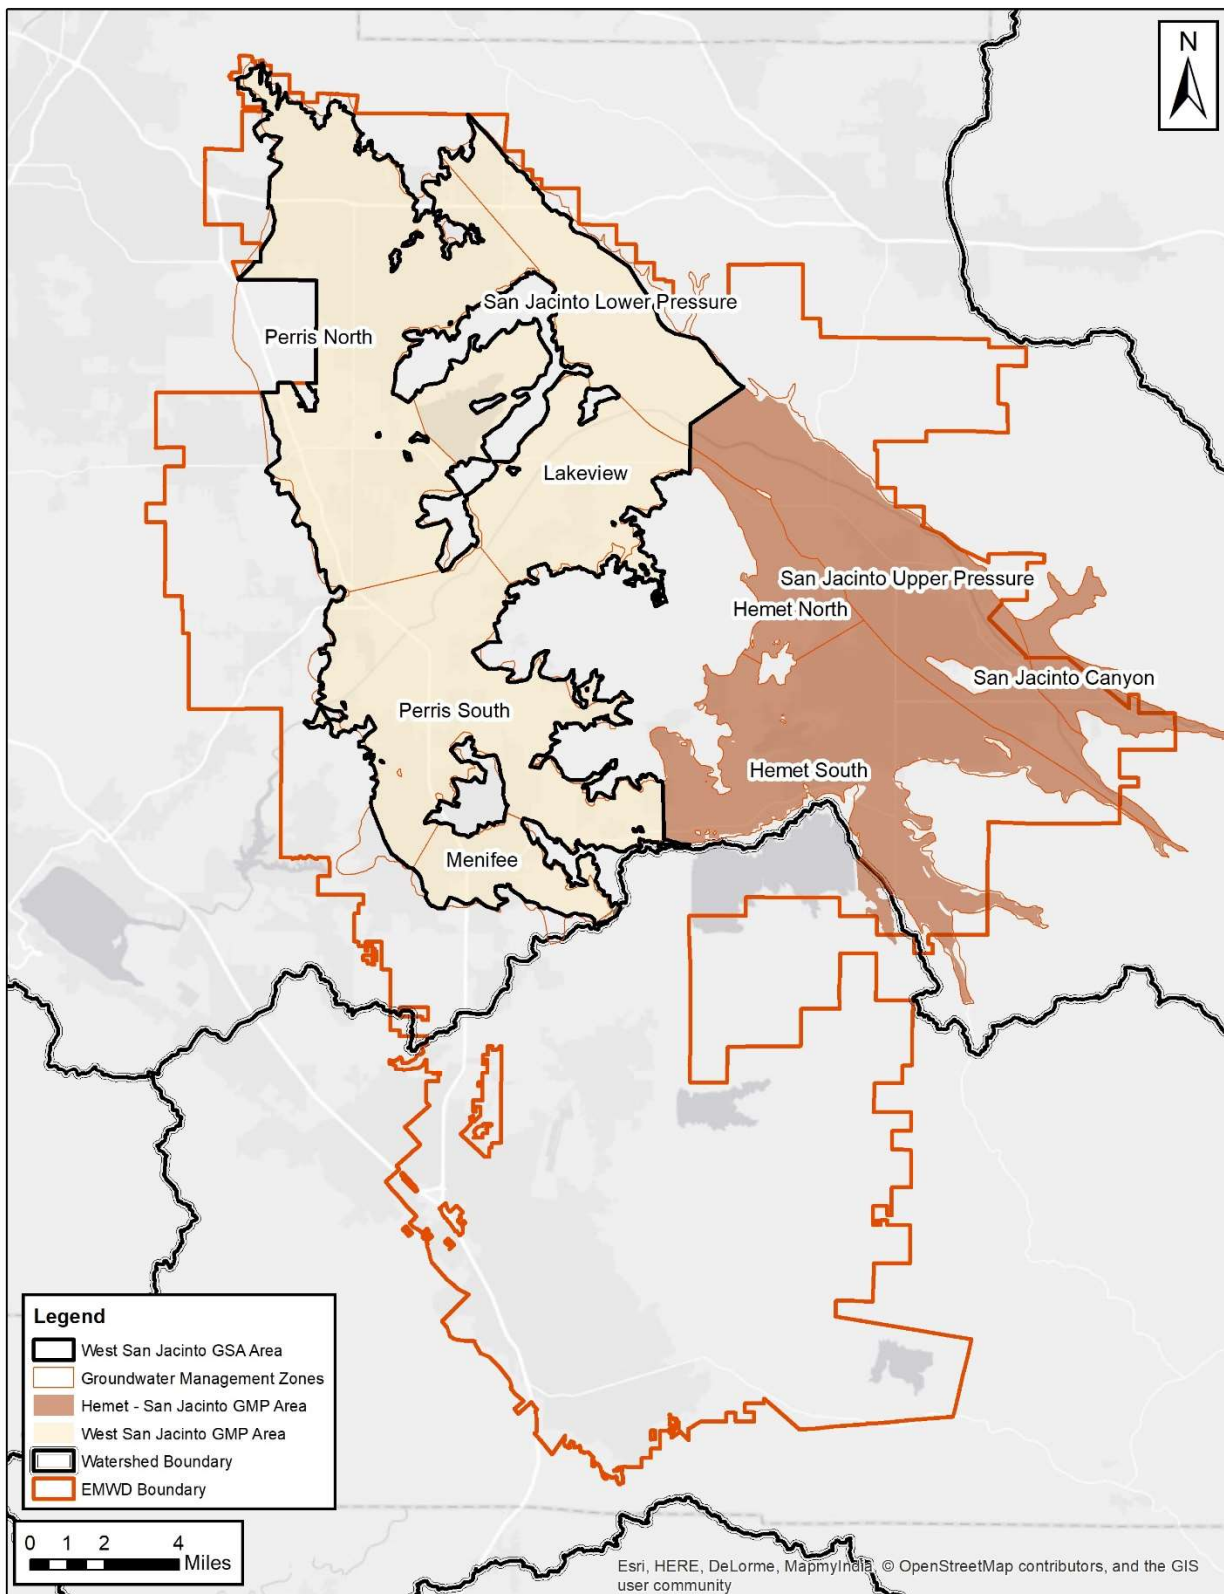 N
San Jacinto Lower Pressure
Perris North
Lakeview
San Jacinto Upper Pressure
Hemet North
San Jacinto Canyon
Perris South
Hemet South
Menifee
Legend
West San Jacinto GSA Area
Groundwater Management Zones
Hemet - San Jacinto GMP Area
West San Jacinto GMP Area
Watershed Boundary
EMWD Boundary
0 1 2 4
Miles
Esri, HERE, DeLorme, MapmyIndia, © OpenStreetMap contributors, and the GIS
user community